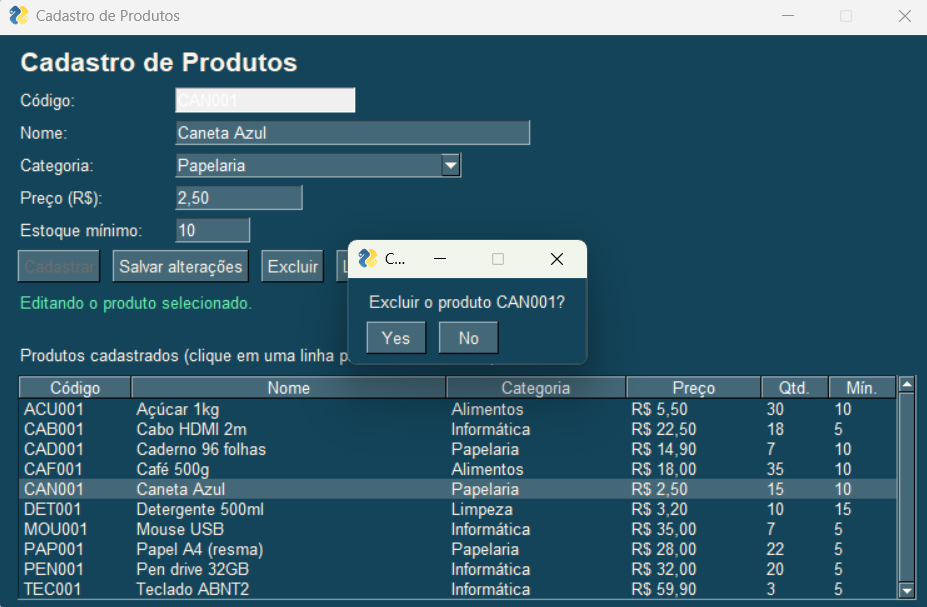 Cadastro de Produtos
Cadastro de Produtos
Código: CAN001
Nome: Caneta Azul
Categoria: Papelaria
Preço (R$): 2,50
Estoque mínimo: 10
Cadastrar Salvar alterações Excluir
Editando o produto selecionado.
C...
Excluir o produto CAN001?
Yes No
Produtos cadastrados (clique em uma linha
Código Nome Categoria Preço Qtd. Mín.
ACU001 Açúcar 1kg Alimentos R$ 5,50 30 10
CAB001 Cabo HDMI 2m Informática R$ 22,50 18 5
CAD001 Caderno 96 folhas Papelaria R$ 14,90 7 10
CAF001 Café 500g Alimentos R$ 18,00 35 10
CAN001 Caneta Azul Papelaria R$ 2,50 15 10
DET001 Detergente 500ml Limpeza R$ 3,20 10 15
MOU001 Mouse USB Informática R$ 35,00 7 5
PAP001 Papel A4 (resma) Papelaria R$ 28,00 22 5
PEN001 Pen drive 32GB Informática R$ 32,00 20 5
TEC001 Teclado ABNT2 Informática R$ 59,90 3 5